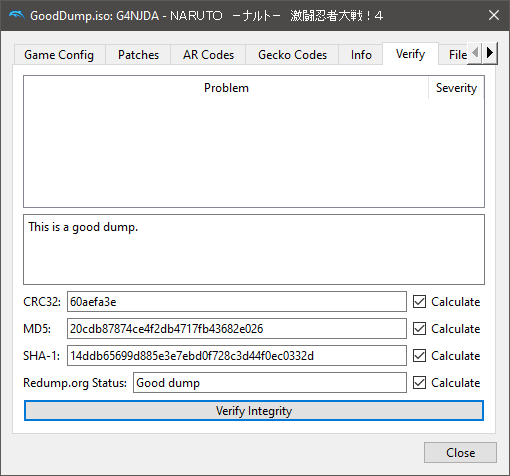 GoodDump.iso: G4NJDA - NARUTO －ナルト－ 激闘忍者大戦！４
Game Config Patches AR Codes Gecko Codes Info Verify File
Problem Severity
This is a good dump.
CRC32: 60aefa3e Calculate
MD5: 20cdb87874ce4f2db4717fb43682e026 Calculate
SHA-1: 14ddb65699d885e3e7ebd0f728c3d44f0ec0332d Calculate
Redump.org Status: Good dump Calculate
Verify Integrity
Close